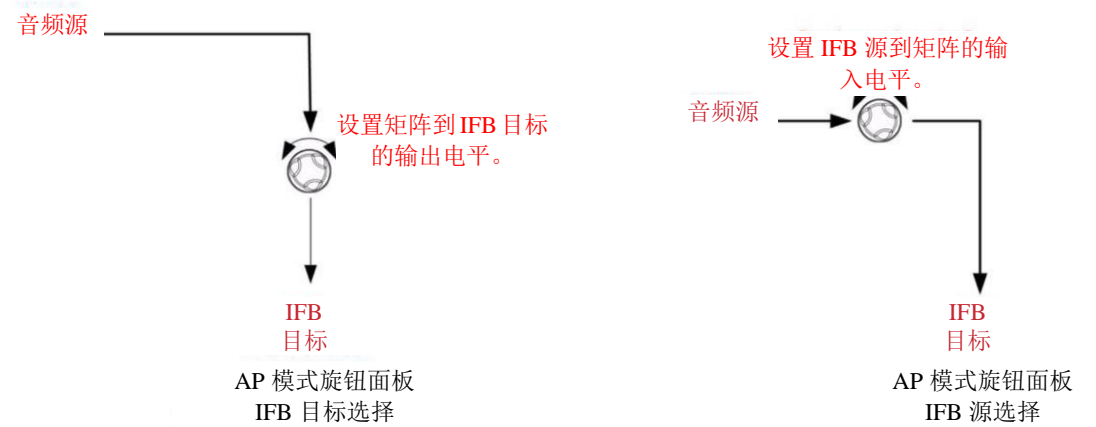 音频源
设置矩阵到 IFB 目标
的输出电平。
IFB
目标
AP 模式旋钮面板
IFB 目标选择
设置 IFB 源到矩阵的输
入电平。
音频源
IFB
目标
AP 模式旋钮面板
IFB 源选择